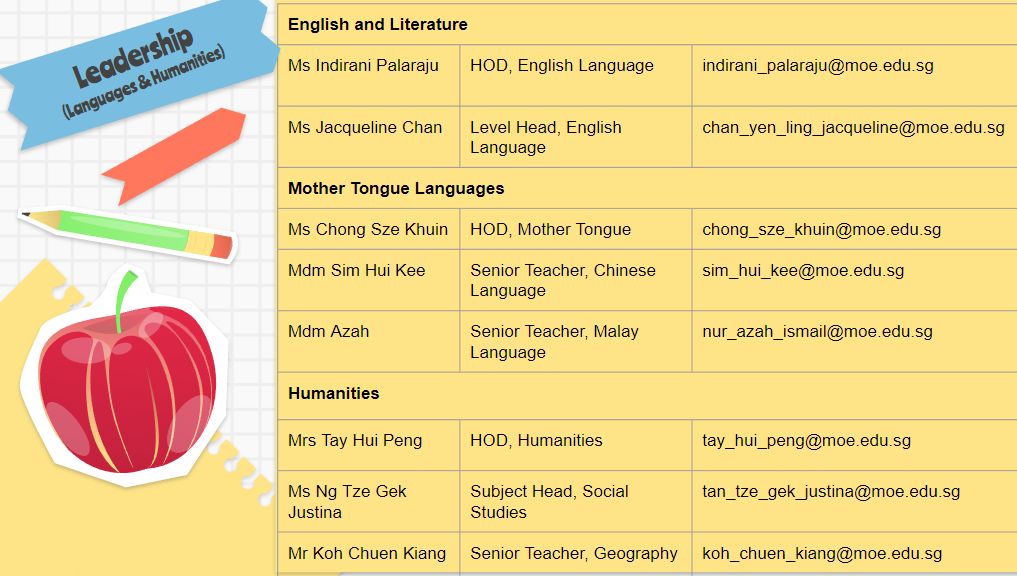 Leadership
(Languages & Humanities)
English and Literature
Ms Indirani Palaraju HOD, English Language indirani_palaraju@moe.edu.sg
Ms Jacqueline Chan Level Head, English chan_yen_ling_jacqueline@moe.edu.sg
Language
Mother Tongue Languages
Ms Chong Sze Khuin HOD, Mother Tongue chong_sze_khuin@moe.edu.sg
Mdm Sim Hui Kee Senior Teacher, Chinese sim_hui_kee@moe.edu.sg
Language
Mdm Azah Senior Teacher, Malay nur_azah_ismail@moe.edu.sg
Language
Humanities
Mrs Tay Hui Peng HOD, Humanities tay_hui_peng@moe.edu.sg
Ms Ng Tze Gek Subject Head, Social tan_tze_gek_justina@moe.edu.sg
Justina Studies
Mr Koh Chuen Kiang Senior Teacher, Geography koh_chuen_kiang@moe.edu.sg